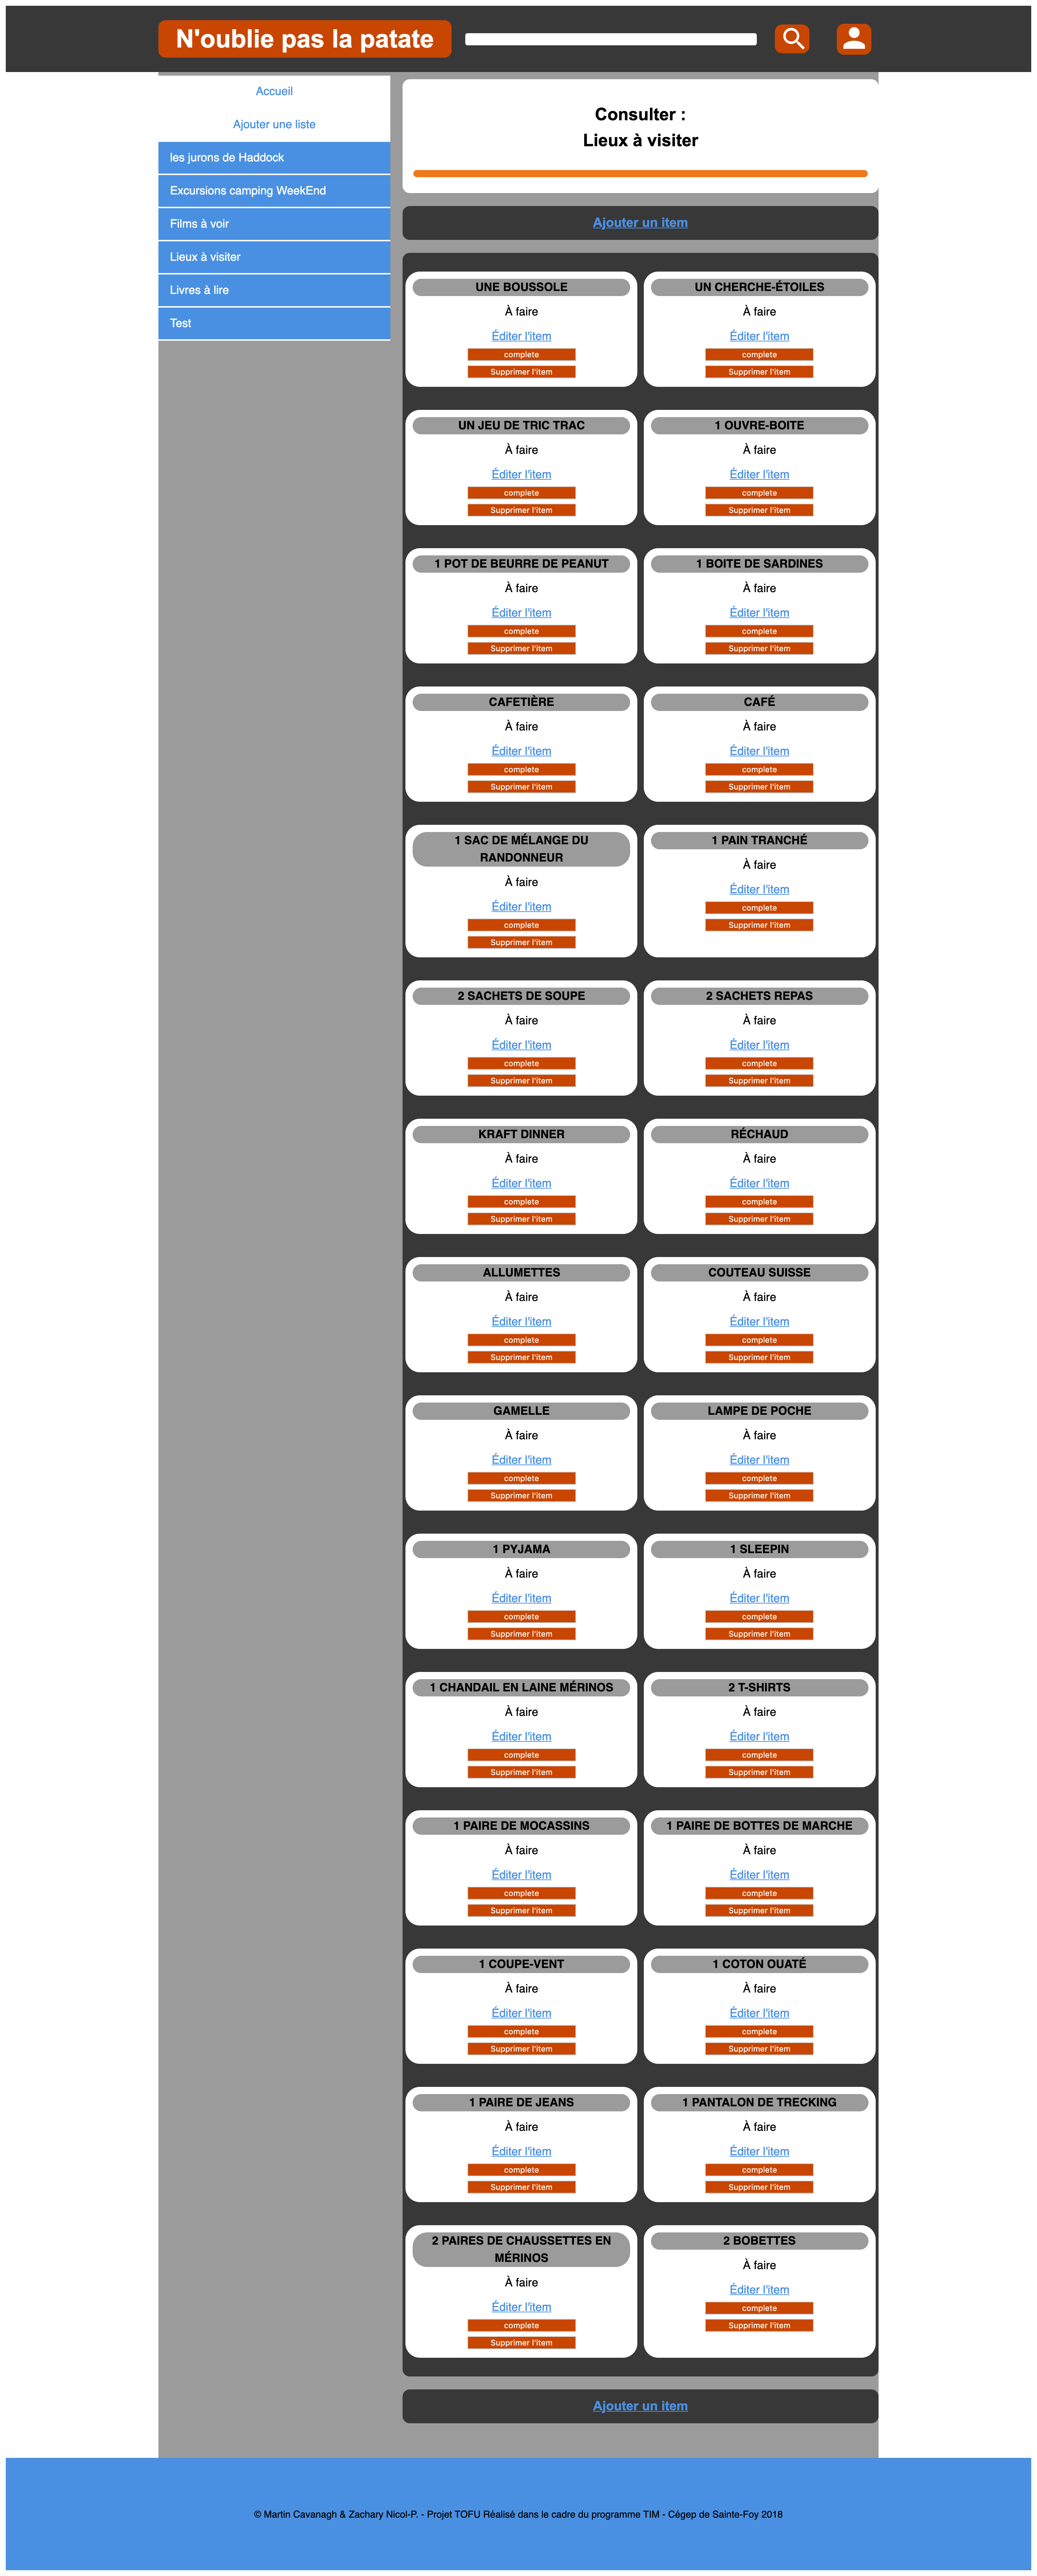 N'oublie pas la patate
Accueil
Ajouter une liste
les jurons de Haddock
Excursions camping WeekEnd
Films à voir
Lieux à visiter
Livres à lire
Test
Consulter :
Lieux à visiter
Ajouter un item
UNE BOUSSOLE
À faire
Éditer l'item
complete
Supprimer l'item
UN CHERCHE-ÉTOILES
À faire
Éditer l'item
complete
Supprimer l'item
UN JEU DE TRIC TRAC
À faire
Éditer l'item
complete
Supprimer l'item
1 OUVRE-BOITE
À faire
Éditer l'item
complete
Supprimer l'item
1 POT DE BEURRE DE PEANUT
À faire
Éditer l'item
complete
Supprimer l'item
1 BOITE DE SARDINES
À faire
Éditer l'item
complete
Supprimer l'item
CAFETIÈRE
À faire
Éditer l'item
complete
Supprimer l'item
CAFÉ
À faire
Éditer l'item
complete
Supprimer l'item
1 SAC DE MÉLANGE DU
RANDONNEUR
À faire
Éditer l'item
complete
Supprimer l'item
1 PAIN TRANCHÉ
À faire
Éditer l'item
complete
Supprimer l'item
2 SACHETS DE SOUPE
À faire
Éditer l'item
complete
Supprimer l'item
2 SACHETS REPAS
À faire
Éditer l'item
complete
Supprimer l'item
KRAFT DINNER
À faire
Éditer l'item
complete
Supprimer l'item
RÉCHAUD
À faire
Éditer l'item
complete
Supprimer l'item
ALLUMETTES
À faire
Éditer l'item
complete
Supprimer l'item
COUTEAU SUISSE
À faire
Éditer l'item
complete
Supprimer l'item
GAMELLE
À faire
Éditer l'item
complete
Supprimer l'item
LAMPE DE POCHE
À faire
Éditer l'item
complete
Supprimer l'item
1 PYJAMA
À faire
Éditer l'item
complete
Supprimer l'item
1 SLEEPIN
À faire
Éditer l'item
complete
Supprimer l'item
1 CHANDAIL EN LAINE MÉRINOS
À faire
Éditer l'item
complete
Supprimer l'item
2 T-SHIRTS
À faire
Éditer l'item
complete
Supprimer l'item
1 PAIRE DE MOCASSINS
À faire
Éditer l'item
complete
Supprimer l'item
1 PAIRE DE BOTTES DE MARCHE
À faire
Éditer l'item
complete
Supprimer l'item
1 COUPE-VENT
À faire
Éditer l'item
complete
Supprimer l'item
1 COTON OUATÉ
À faire
Éditer l'item
complete
Supprimer l'item
1 PAIRE DE JEANS
À faire
Éditer l'item
complete
Supprimer l'item
1 PANTALON DE TRECKING
À faire
Éditer l'item
complete
Supprimer l'item
2 PAIRES DE CHAUSSETTES EN
MÉRINOS
À faire
Éditer l'item
complete
Supprimer l'item
2 BOBETTES
À faire
Éditer l'item
complete
Supprimer l'item
Ajouter un item
© Martin Cavanagh & Zachary Nicol-P. - Projet TOFU Réalisé dans le cadre du programme TIM - Cégep de Sainte-Foy 2018